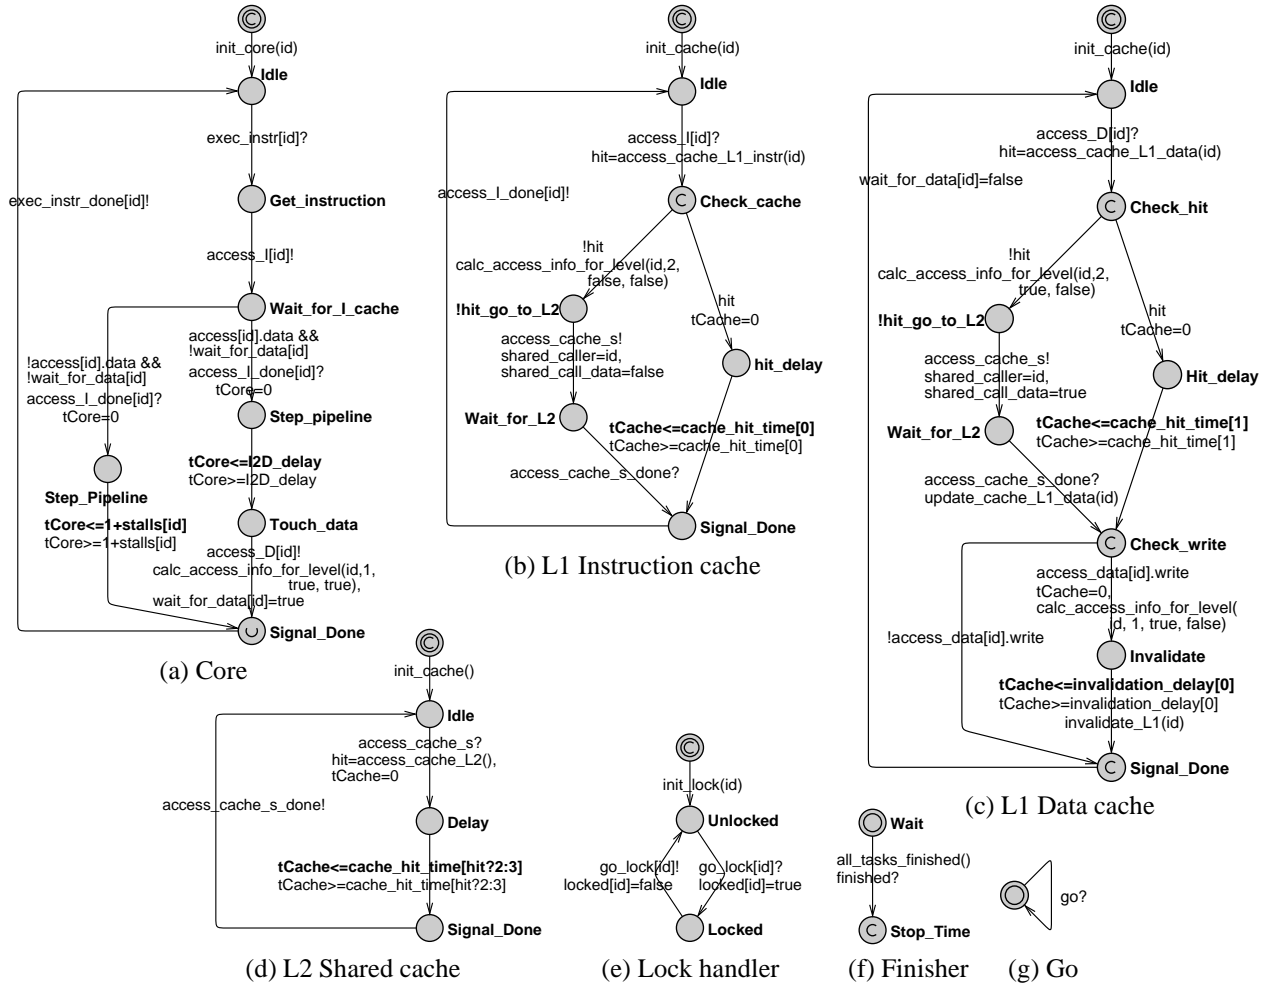 init_core(id)
Idle
exec_instr[id]?
exec_instr_done[id]!
Get_instruction
access_I[id]!
Wait_for_I_cache
access[id].data &&
!wait_for_data[id]
access_I_done[id]?
tCore=0
!access[id].data &&
!wait_for_data[id]
access_I_done[id]?
tCore=0
Step_pipeline
tCore<=I2D_delay
tCore>=I2D_delay
Step_Pipeline
tCore<=1+stalls[id]
tCore>=1+stalls[id]
Touch_data
access_D[id]!
calc_access_info_for_level(id,1,
true, true),
wait_for_data[id]=true
Signal_Done
(a) Core
init_cache(id)
Idle
access_I[id]?
hit=access_cache_L1_instr(id)
access_I_done[id]!
C
Check_cache
!hit
calc_access_info_for_level(id,2,
false, false)
hit
tCache=0
!hit_go_to_L2
access_cache_s!
shared_caller=id,
shared_call_data=false
hit_delay
Wait_for_L2
tCache<=cache_hit_time[0]
tCache>=cache_hit_time[0]
access_cache_s_done?
Signal_Done
(b) L1 Instruction cache
init_cache(id)
Idle
access_D[id]?
hit=access_cache_L1_data(id)
wait_for_data[id]=false
C
Check_hit
!hit
calc_access_info_for_level(id,2,
true, false)
hit
tCache=0
!hit_go_to_L2
access_cache_s!
shared_caller=id,
shared_call_data=true
Hit_delay
Wait_for_L2
tCache<=cache_hit_time[1]
tCache>=cache_hit_time[1]
access_cache_s_done?
update_cache_L1_data(id)
C
Check_write
access_data[id].write
tCache=0,
calc_access_info_for_level(
id, 1, true, false)
!access_data[id].write
Invalidate
tCache<=invalidation_delay[0]
tCache>=invalidation_delay[0]
invalidate_L1(id)
C
Signal_Done
(c) L1 Data cache
init_cache()
Idle
access_cache_s?
hit=access_cache_L2(),
tCache=0
access_cache_s_done!
Delay
tCache<=cache_hit_time[hit?2:3]
tCache>=cache_hit_time[hit?2:3]
Signal_Done
(d) L2 Shared cache
init_lock(id)
Unlocked
go_lock[id]!
locked[id]=false
go_lock[id]?
locked[id]=true
Locked
(e) Lock handler
Wait
all_tasks_finished()
finished?
C
Stop_Time
(f) Finisher
go?
(g) Go